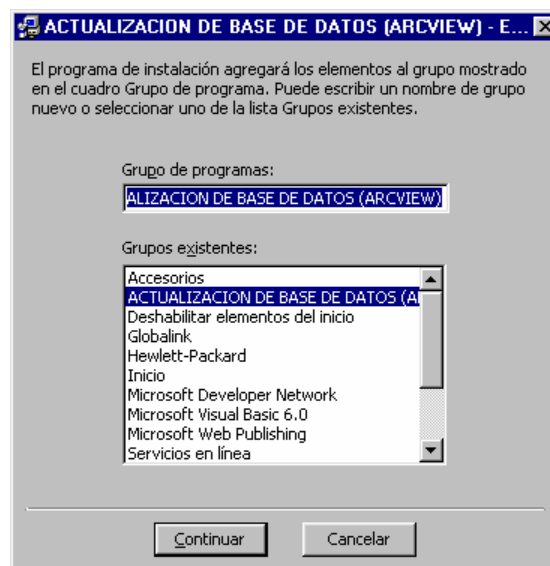 ACTUALIZACION DE BASE DE DATOS (ARCVIEW) - E...
El programa de instalación agregará los elementos al grupo mostrado
en el cuadro Grupo de programa. Puede escribir un nombre de grupo
nuevo o seleccionar uno de la lista Grupos existentes.
Grupo de programas:
ALIZACION DE BASE DE DATOS (ARCVIEW)
Grupos existentes:
Accesorios
ACTUALIZACION DE BASE DE DATOS (A
Deshabilitar elementos del inicio
Globalink
Hewlett-Packard
Inicio
Microsoft Developer Network
Microsoft Visual Basic 6.0
Microsoft Web Publishing
Servicios en línea
Continuar
Cancelar